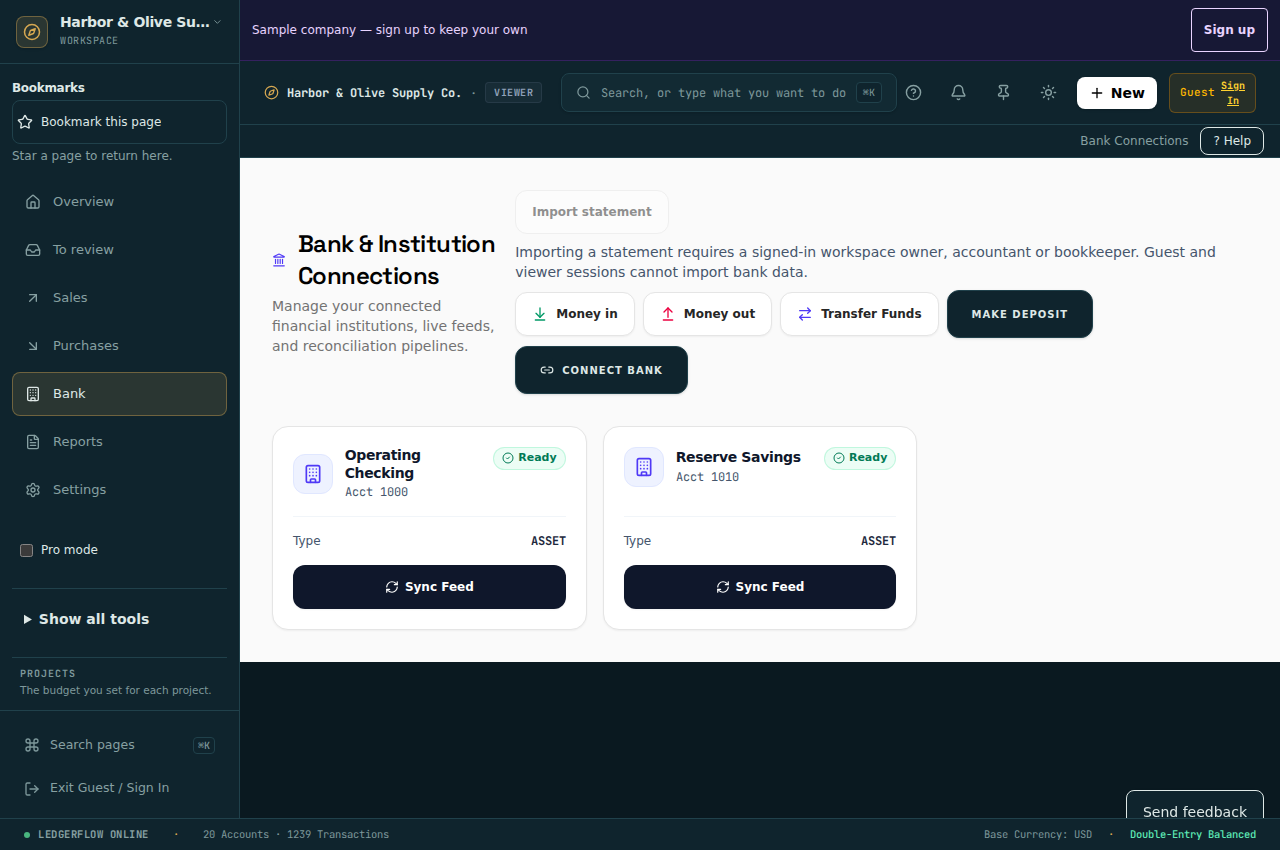 Harbor & Olive Su...
WORKSPACE
Bookmarks
Bookmark this page
Star a page to return here.
Overview
To review
Sales
Purchases
Bank
Reports
Settings
Pro mode
Show all tools
PROJECTS
The budget you set for each project.
Search pages ⌘K
Exit Guest / Sign In
Sample company — sign up to keep your own
Sign up
Harbor & Olive Supply Co. · VIEWER
Search, or type what you want to do ⌘K
New
Guest Sign In
Bank Connections
? Help
Bank & Institution
Connections
Manage your connected
financial institutions, live feeds,
and reconciliation pipelines.
Import statement
Importing a statement requires a signed-in workspace owner, accountant or bookkeeper. Guest and
viewer sessions cannot import bank data.
Money in
Money out
Transfer Funds
MAKE DEPOSIT
CONNECT BANK
Operating
Checking
Acct 1000
Ready
Type ASSET
Sync Feed
Reserve Savings
Acct 1010
Ready
Type ASSET
Sync Feed
Send feedback
LEDGERFLOW ONLINE · 20 Accounts · 1239 Transactions
Base Currency: USD · Double-Entry Balanced